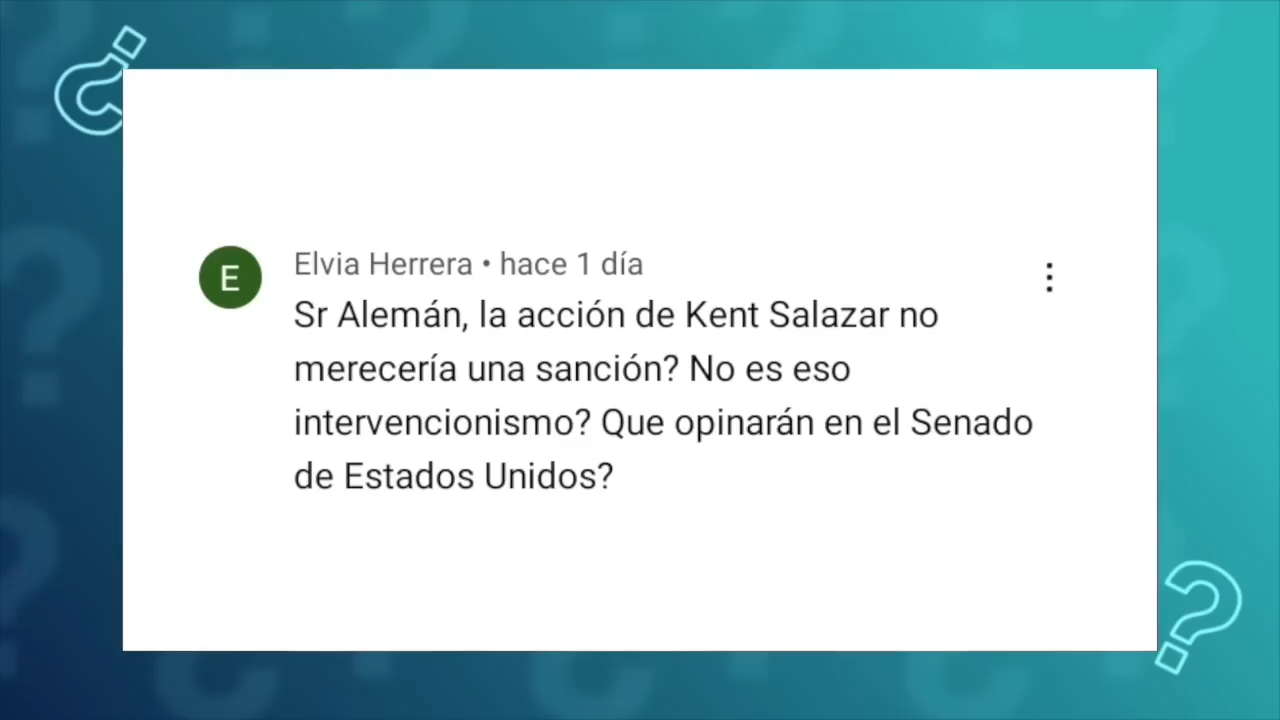 E
Elvia Herrera • hace 1 día
Sr Alemán, la acción de Kent Salazar no
merecería una sanción? No es eso
intervencionismo? Que opinarán en el Senado
de Estados Unidos?